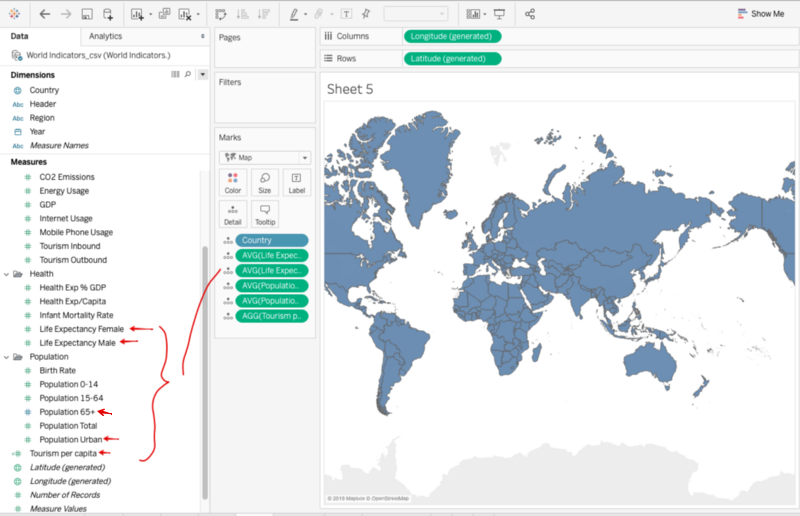 Show Me
Data
Analytics
World Indicators_csv (World Indicators.)
Dimensions
Country
Abc Header
Abc Region
Year
Abc Measure Names
Measures
CO2 Emissions
Energy Usage
GDP
Internet Usage
Mobile Phone Usage
Tourism Inbound
Tourism Outbound
Health
Health Exp % GDP
Health Exp/Capita
Infant Mortality Rate
Life Expectancy Female
Life Expectancy Male
Population
Birth Rate
Population 0-14
Population 15-64
Population 65+
Population Total
Population Urban
Tourism per capita
Latitude (generated)
Longitude (generated)
Number of Records
Measure Values
Pages
Filters
Marks
Map
Color
Size
Label
Detail
Tooltip
Country
AVG(Life Expec..
AVG(Life Expec..
AVG(Populatio..
AVG(Populatio..
AGG(Tourism p..
Columns
Longitude (generated)
Rows
Latitude (generated)
Sheet 5
© 2018 Mapbox © OpenStreetMap